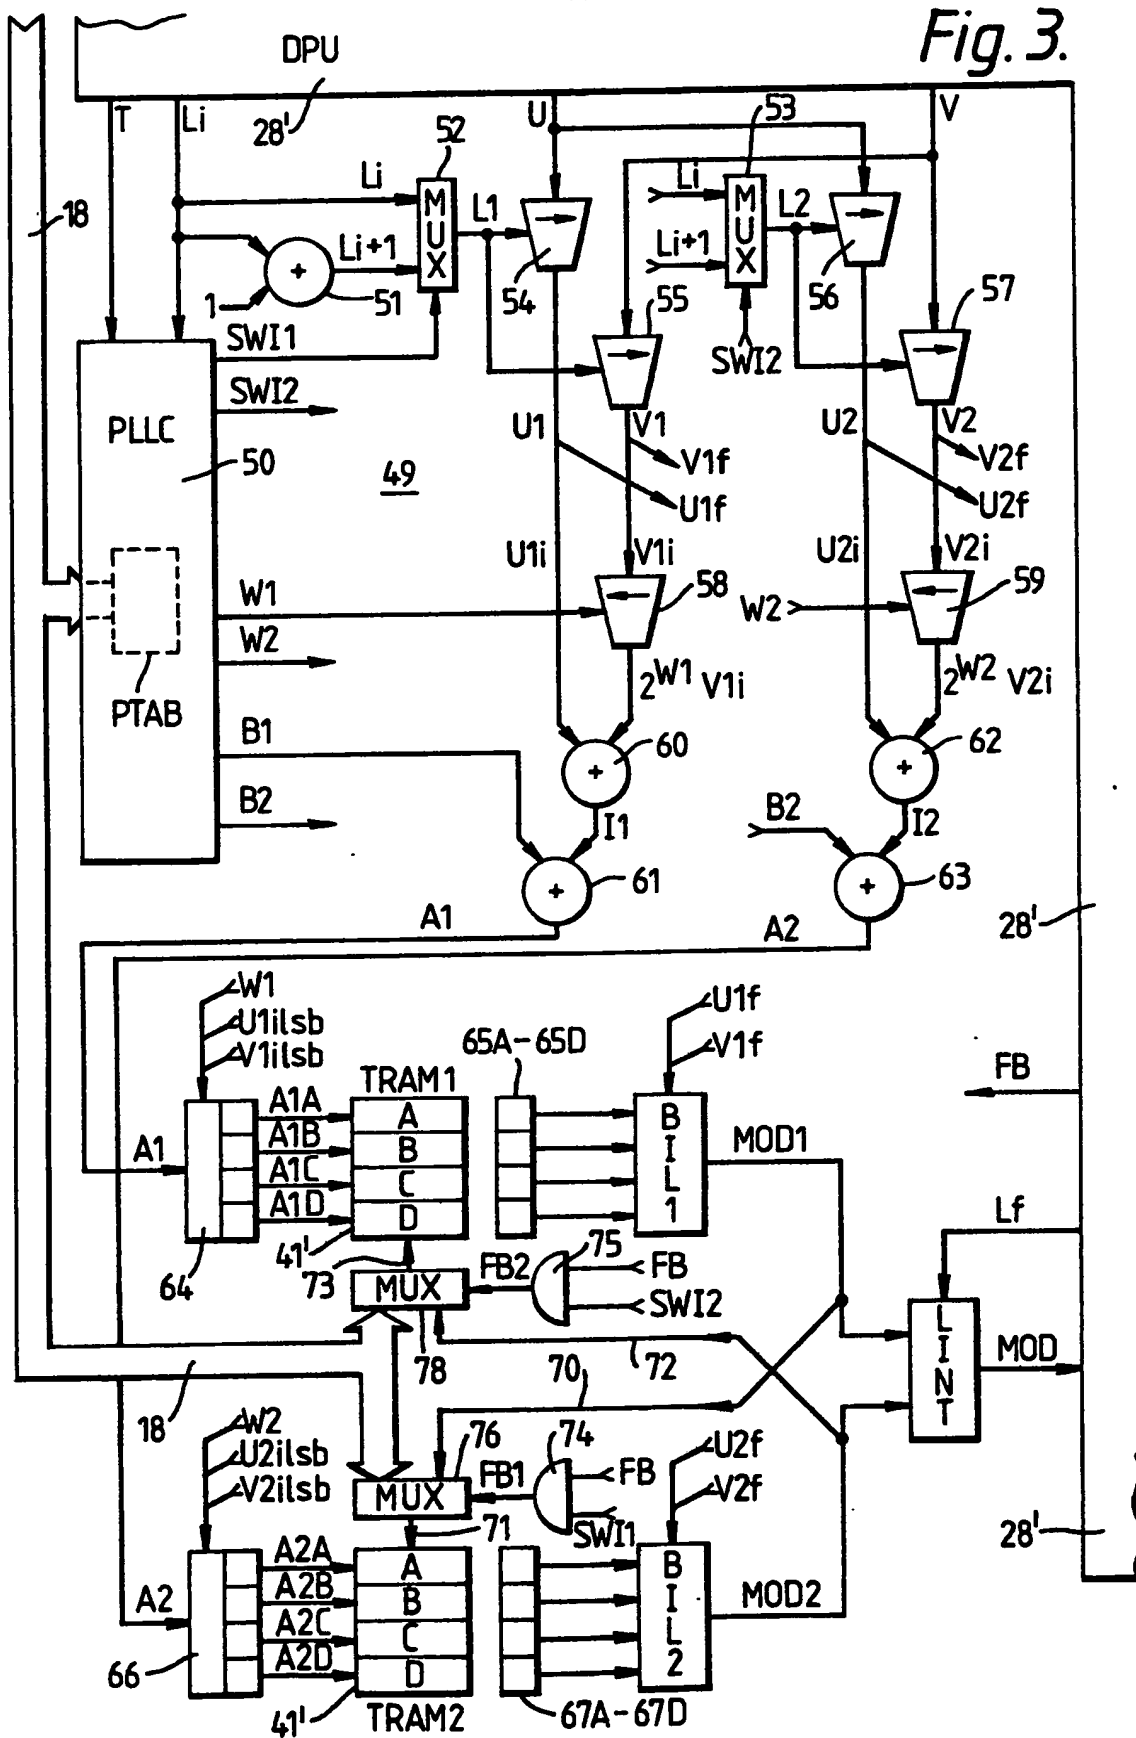 Fig. 3.
DPU
T
Li
28'
U
53
V
52
18
Li
M
U
X
L1
Li
M
U
X
L2
54
Li+1
Li+1
56
57
+
51
1
55
SWI1
SWI2
SWI2
PLLC
U1
V1
U2
V2
50
49
V1f
V2f
U1f
U2f
U1i
V1i
U2i
V2i
W1
58
W2
59
W2
2W1 V1i
2W2 V2i
PTAB
B1
+
60
+
62
B2
I1
B2
I2
+
61
+
63
A1
A2
28'
W1
U1f
U1ilsb
V1ilsb
65A-65D
V1f
TRAM1
FB
A1A
A
B
I
L
1
MOD1
A1B
B
A1
A1C
C
A1D
D
Lf
41'
73
75
64
MUX
FB2
FB
SWI2
L
I
N
T
MOD
78
72
70
18
W2
76
74
U2f
U2ilsb
FB1
FB
V2ilsb
MUX
V2f
71
SWI1
28'
A2A
A
B
I
L
2
A2B
B
MOD2
A2
A2C
C
A2D
D
66
41'
TRAM2
67A-67D